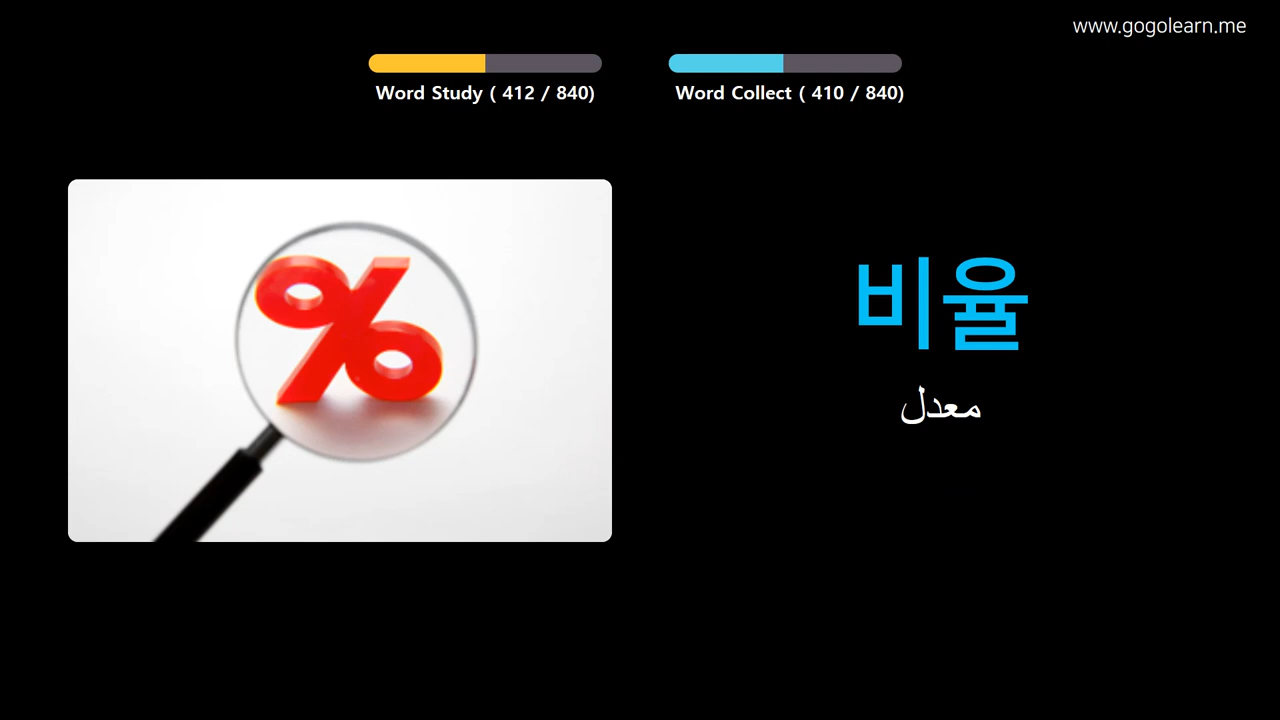 www.gogolearn.me
Word Study ( 412 / 840)
Word Collect ( 410 / 840)
%
비율
معدل